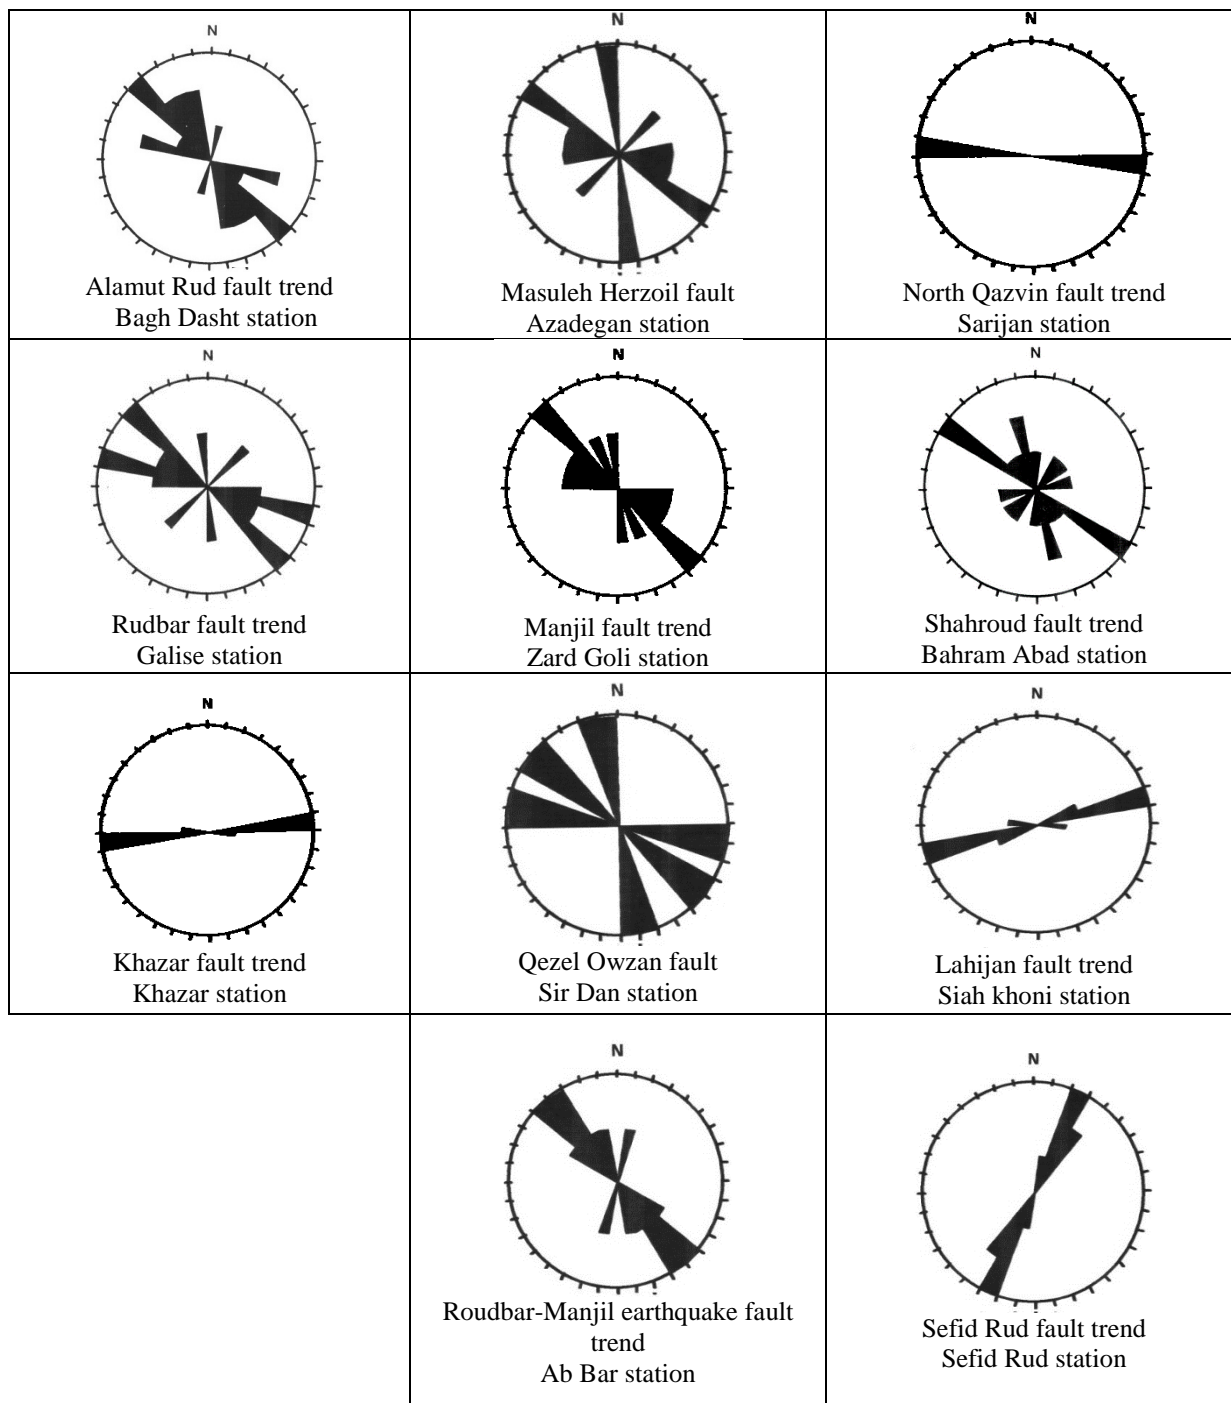 N
Alamut Rud fault trend
Bagh Dasht station
N
Masuleh Herzoil fault
Azadegan station
N
North Qazvin fault trend
Sarijan station
N
Rudbar fault trend
Galise station
N
Manjil fault trend
Zard Goli station
N
Shahroud fault trend
Bahram Abad station
N
Khazar fault trend
Khazar station
N
Qezel Owzan fault
Sir Dan station
N
Lahijan fault trend
Siah khoni station
N
Roudbar-Manjil earthquake fault
trend
Ab Bar station
N
Sefid Rud fault trend
Sefid Rud station